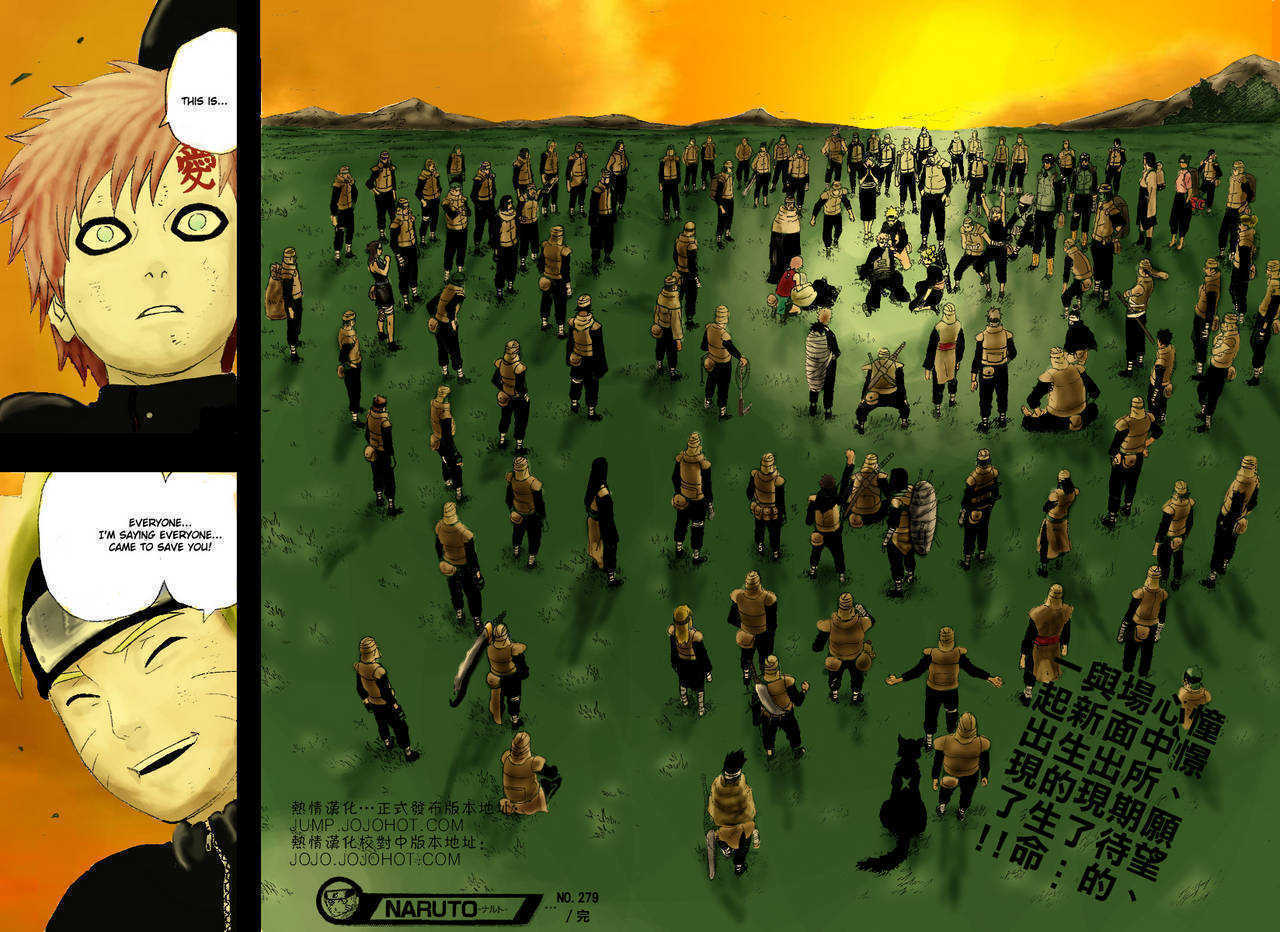 THIS IS...
愛
EVERYONE...
I'M SAYING EVERYONE...
CAME TO SAVE YOU!
憧憬、願望、
心中所期待的
場面出現了…
與新生的生命
一起出現了!!
熱情漢化…正式發布版本地址:
JUMP.JOJOHOT.COM
熱情漢化校對中版本地址:
JOJO.JOJOHOT.COM
NARUTO -ナルト- ... NO. 279
/完